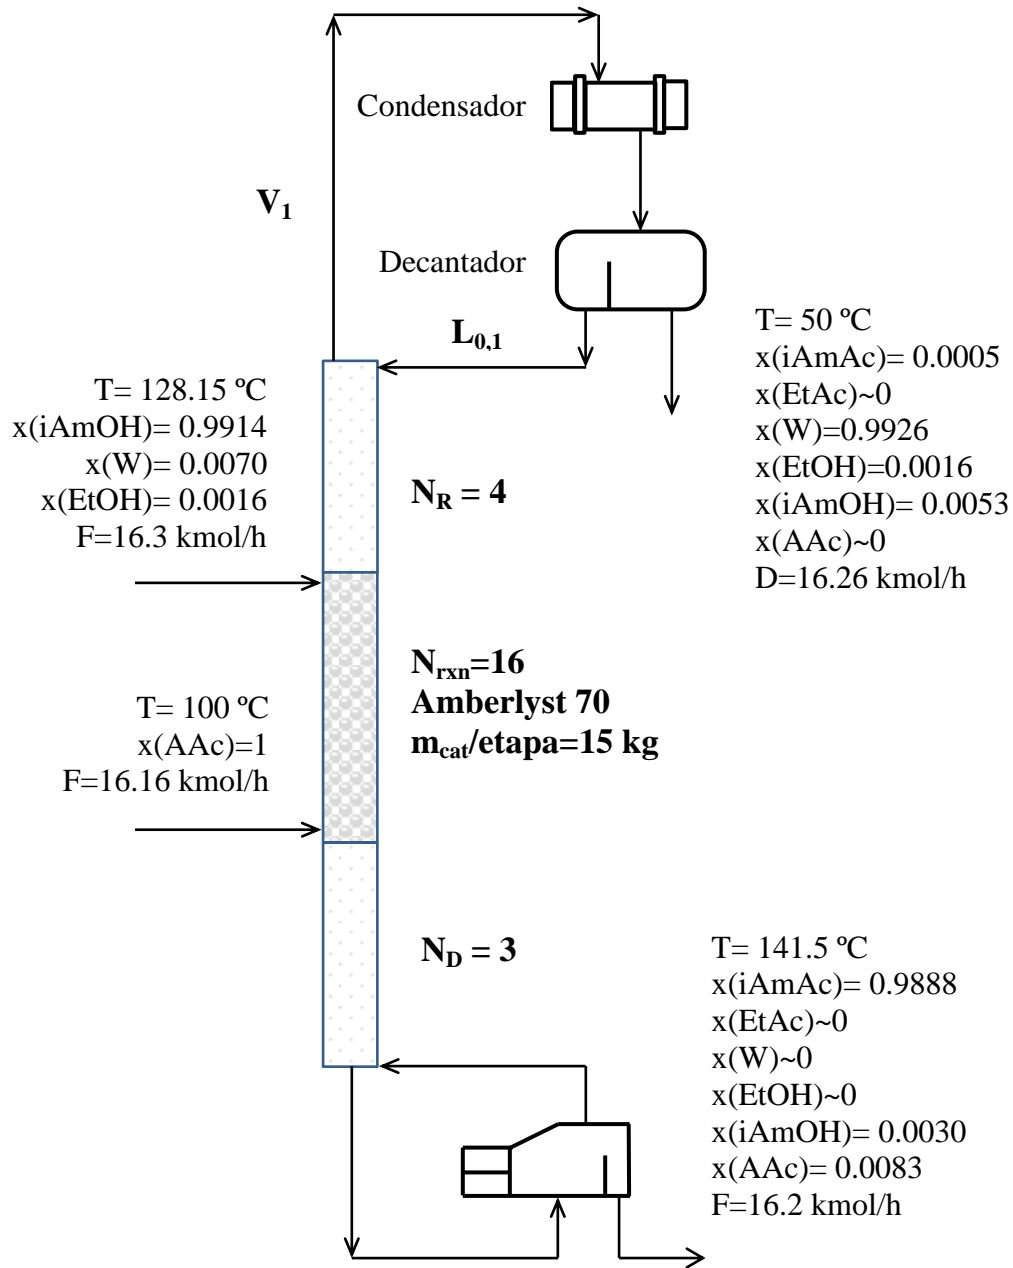 Condensador
V1
Decantador
L0,1
T= 50 ºC
x(iAmAc)= 0.0005
x(EtAc)~0
x(W)=0.9926
x(EtOH)=0.0016
x(iAmOH)= 0.0053
x(AAc)~0
D=16.26 kmol/h
T= 128.15 ºC
x(iAmOH)= 0.9914
x(W)= 0.0070
x(EtOH)= 0.0016
F=16.3 kmol/h
NR = 4
Nrxn=16
Amberlyst 70
mcat/etapa=15 kg
T= 100 ºC
x(AAc)=1
F=16.16 kmol/h
ND = 3
T= 141.5 ºC
x(iAmAc)= 0.9888
x(EtAc)~0
x(W)~0
x(EtOH)~0
x(iAmOH)= 0.0030
x(AAc)= 0.0083
F=16.2 kmol/h